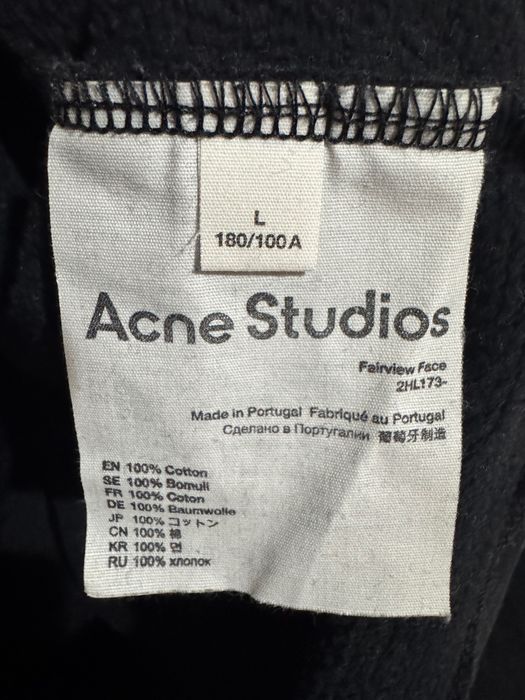 L
180/100A
Acne Studios
Fairview Face
2HL173-
Made in Portugal Fabriqué au Portugal
Сделано в Португалии 葡萄牙制造
EN 100% Cotton
SE 100% Bomull
FR 100% Coton
DE 100% Baumwolle
JP 100% コットン
CN 100% 棉
KR 100% 면
RU 100% хлопок